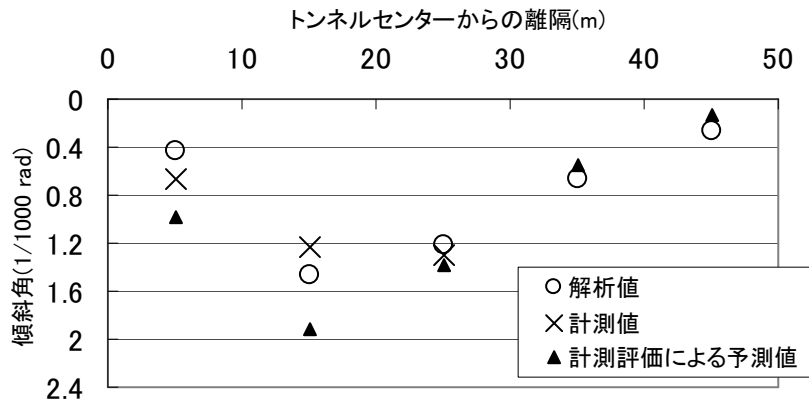 トンネルセンターからの離隔(m)
0 10 20 30 40 50
傾斜角(1/1000 rad)
0
0.4
0.8
1.2
1.6
2
2.4
解析値
計測値
計測評価による予測値